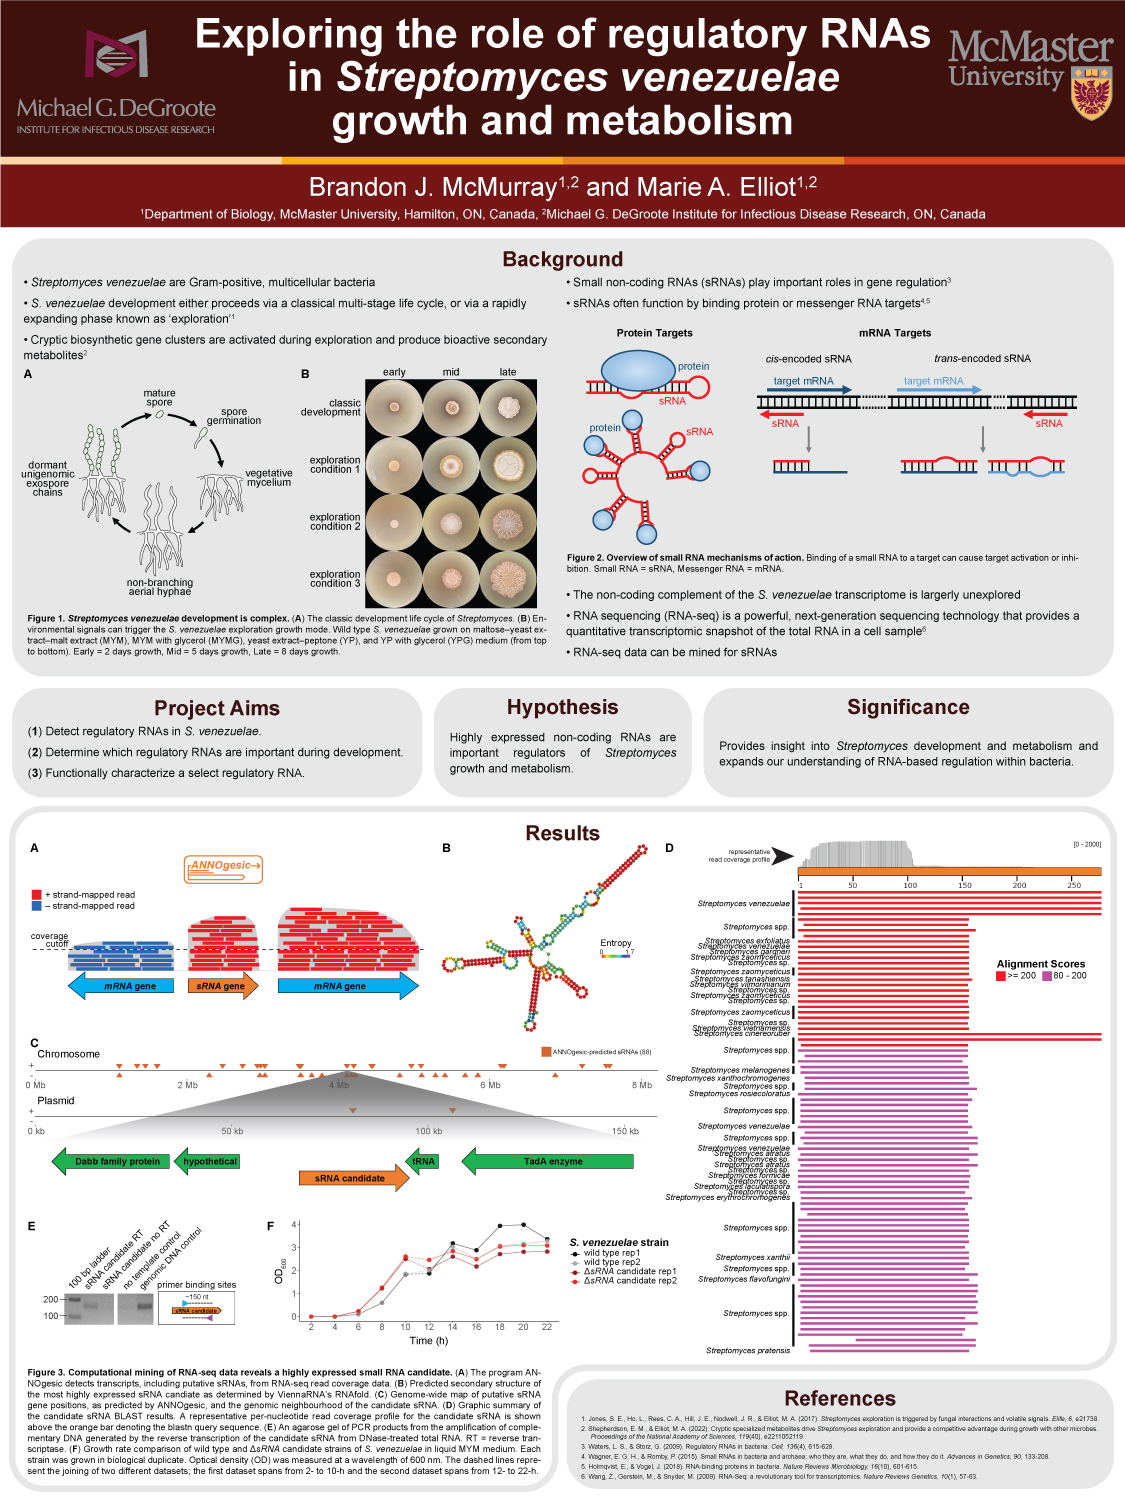 Exploring the role of regulatory RNAs
in Streptomyces venezuelae
growth and metabolism
Michael G. DeGroote
INSTITUTE FOR INFECTIOUS DISEASE RESEARCH
McMaster
University
Brandon J. McMurray1,2 and Marie A. Elliot1,2
1Department of Biology, McMaster University, Hamilton, ON, Canada, 2Michael G. DeGroote Institute for Infectious Disease Research, ON, Canada
Background
• Streptomyces venezuelae are Gram-positive, multicellular bacteria
• S. venezuelae development either proceeds via a classical multi-stage life cycle, or via a rapidly
expanding phase known as ‘exploration’1
• Cryptic biosynthetic gene clusters are activated during exploration and produce bioactive secondary
metabolites2
A
mature
spore
spore
germination
vegetative
mycelium
non-branching
aerial hyphae
dormant
unigenomic
exospore
chains
B
early
mid
late
classic
development
exploration
condition 1
exploration
condition 2
exploration
condition 3
Figure 1. Streptomyces venezuelae development is complex. (A) The classic development life cycle of Streptomyces. (B) En-
vironmental signals can trigger the S. venezuelae exploration growth mode. Wild type S. venezuelae grown on maltose–yeast ex-
tract–malt extract (MYM), MYM with glycerol (MYMG), yeast extract–peptone (YP), and YP with glycerol (YPG) medium (from top
to bottom). Early = 2 days growth, Mid = 5 days growth, Late = 8 days growth.
• Small non-coding RNAs (sRNAs) play important roles in gene regulation3
• sRNAs often function by binding protein or messenger RNA targets4,5
Protein Targets
mRNA Targets
protein
sRNA
protein
sRNA
cis-encoded sRNA
trans-encoded sRNA
target mRNA
target mRNA
sRNA
sRNA
Figure 2. Overview of small RNA mechanisms of action. Binding of a small RNA to a target can cause target activation or inhi-
bition. Small RNA = sRNA, Messenger RNA = mRNA.
• The non-coding complement of the S. venezuelae transcriptome is largerly unexplored
• RNA sequencing (RNA-seq) is a powerful, next-generation sequencing technology that provides a
quantitative transcriptomic snapshot of the total RNA in a cell sample6
• RNA-seq data can be mined for sRNAs
Project Aims
(1) Detect regulatory RNAs in S. venezuelae.
(2) Determine which regulatory RNAs are important during development.
(3) Functionally characterize a select regulatory RNA.
Hypothesis
Highly expressed non-coding RNAs are
important regulators of Streptomyces
growth and metabolism.
Significance
Provides insight into Streptomyces development and metabolism and
expands our understanding of RNA-based regulation within bacteria.
Results
A
ANNOgesic
+ strand-mapped read
– strand-mapped read
coverage
cutoff
mRNA gene
sRNA gene
mRNA gene
B
Entropy
0 1.7
C
Chromosome
ANNOgesic-predicted sRNAs (88)
+
-
0 Mb 2 Mb 4 Mb 6 Mb 8 Mb
Plasmid
+
-
0 kb 50 kb 100 kb 150 kb
Dabb family protein
hypothetical
sRNA candidate
tRNA
TadA enzyme
D
representative
read coverage profile
[0 - 2000]
1 50 100 150 200 250
Alignment Scores
>= 200 80 - 200
Streptomyces venezuelae
Streptomyces spp.
Streptomyces exfoliatus
Streptomyces venezuelae
Streptomyces gardneri
Streptomyces zaomyceticus
Streptomyces sp.
Streptomyces zaomyceticus
Streptomyces tanashiensis
Streptomyces vilmorinianum
Streptomyces sp.
Streptomyces zaomyceticus
Streptomyces sp.
Streptomyces zaomyceticus
Streptomyces sp.
Streptomyces vietnamensis
Streptomyces cinereoruber
Streptomyces spp.
Streptomyces melanogenes
Streptomyces xanthochromogenes
Streptomyces spp.
Streptomyces rosiecoloratus
Streptomyces spp.
Streptomyces venezuelae
Streptomyces spp.
Streptomyces venezuelae
Streptomyces atratus
Streptomyces sp.
Streptomyces atratus
Streptomyces sp.
Streptomyces formicae
Streptomyces sp.
Streptomyces laculatispora
Streptomyces sp.
Streptomyces erythrochromogenes
Streptomyces spp.
Streptomyces xanthii
Streptomyces spp.
Streptomyces flavofungini
Streptomyces spp.
Streptomyces pratensis
E
100 bp ladder
sRNA candidate RT
sRNA candidate no RT
no template control
genomic DNA control
200
100
primer binding sites
~150 nt
sRNA candidate
F
OD600
4
3
2
1
0
2 4 6 8 10 12 14 16 18 20 22
Time (h)
S. venezuelae strain
wild type rep1
wild type rep2
ΔsRNA candidate rep1
ΔsRNA candidate rep2
Figure 3. Computational mining of RNA-seq data reveals a highly expressed small RNA candidate. (A) The program AN-
NOgesic detects transcripts, including putative sRNAs, from RNA-seq read coverage data. (B) Predicted secondary structure of
the most highly expressed sRNA candiate as determined by ViennaRNA's RNAfold. (C) Genome-wide map of putative sRNA
gene positions, as predicted by ANNOgesic, and the genomic neighbourhood of the candidate sRNA. (D) Graphic summary of
the candidate sRNA BLAST results. A representative per-nucleotide read coverage profile for the candidate sRNA is shown
above the orange bar denoting the blastn query sequence. (E) An agarose gel of PCR products from the amplification of comple-
mentary DNA generated by the reverse transcription of the candidate sRNA from DNase-treated total RNA. RT = reverse tran-
scriptase. (F) Growth rate comparison of wild type and ΔsRNA candidate strains of S. venezuelae in liquid MYM medium. Each
strain was grown in biological duplicate. Optical density (OD) was measured at a wavelength of 600 nm. The dashed lines repre-
sent the joining of two different datasets; the first dataset spans from 2- to 10-h and the second dataset spans from 12- to 22-h.
References
1. Jones, S. E., Ho, L., Rees, C. A., Hill, J. E., Nodwell, J. R., & Elliot, M. A. (2017). Streptomyces exploration is triggered by fungal interactions and volatile signals. Elife, 6, e21738.
2. Shepherdson, E. M., & Elliot, M. A. (2022). Cryptic specialized metabolites drive Streptomyces exploration and provide a competitive advantage during growth with other microbes.
Proceedings of the National Academy of Sciences, 119(40), e2211052119.
3. Waters, L. S., & Storz, G. (2009). Regulatory RNAs in bacteria. Cell, 136(4), 615-628.
4. Wagner, E. G. H., & Romby, P. (2015). Small RNAs in bacteria and archaea: who they are, what they do, and how they do it. Advances in Genetics, 90, 133-208.
5. Holmqvist, E., & Vogel, J. (2018). RNA-binding proteins in bacteria. Nature Reviews Microbiology, 16(10), 601-615.
6. Wang, Z., Gerstein, M., & Snyder, M. (2009). RNA-Seq: a revolutionary tool for transcriptomics. Nature Reviews Genetics, 10(1), 57-63.